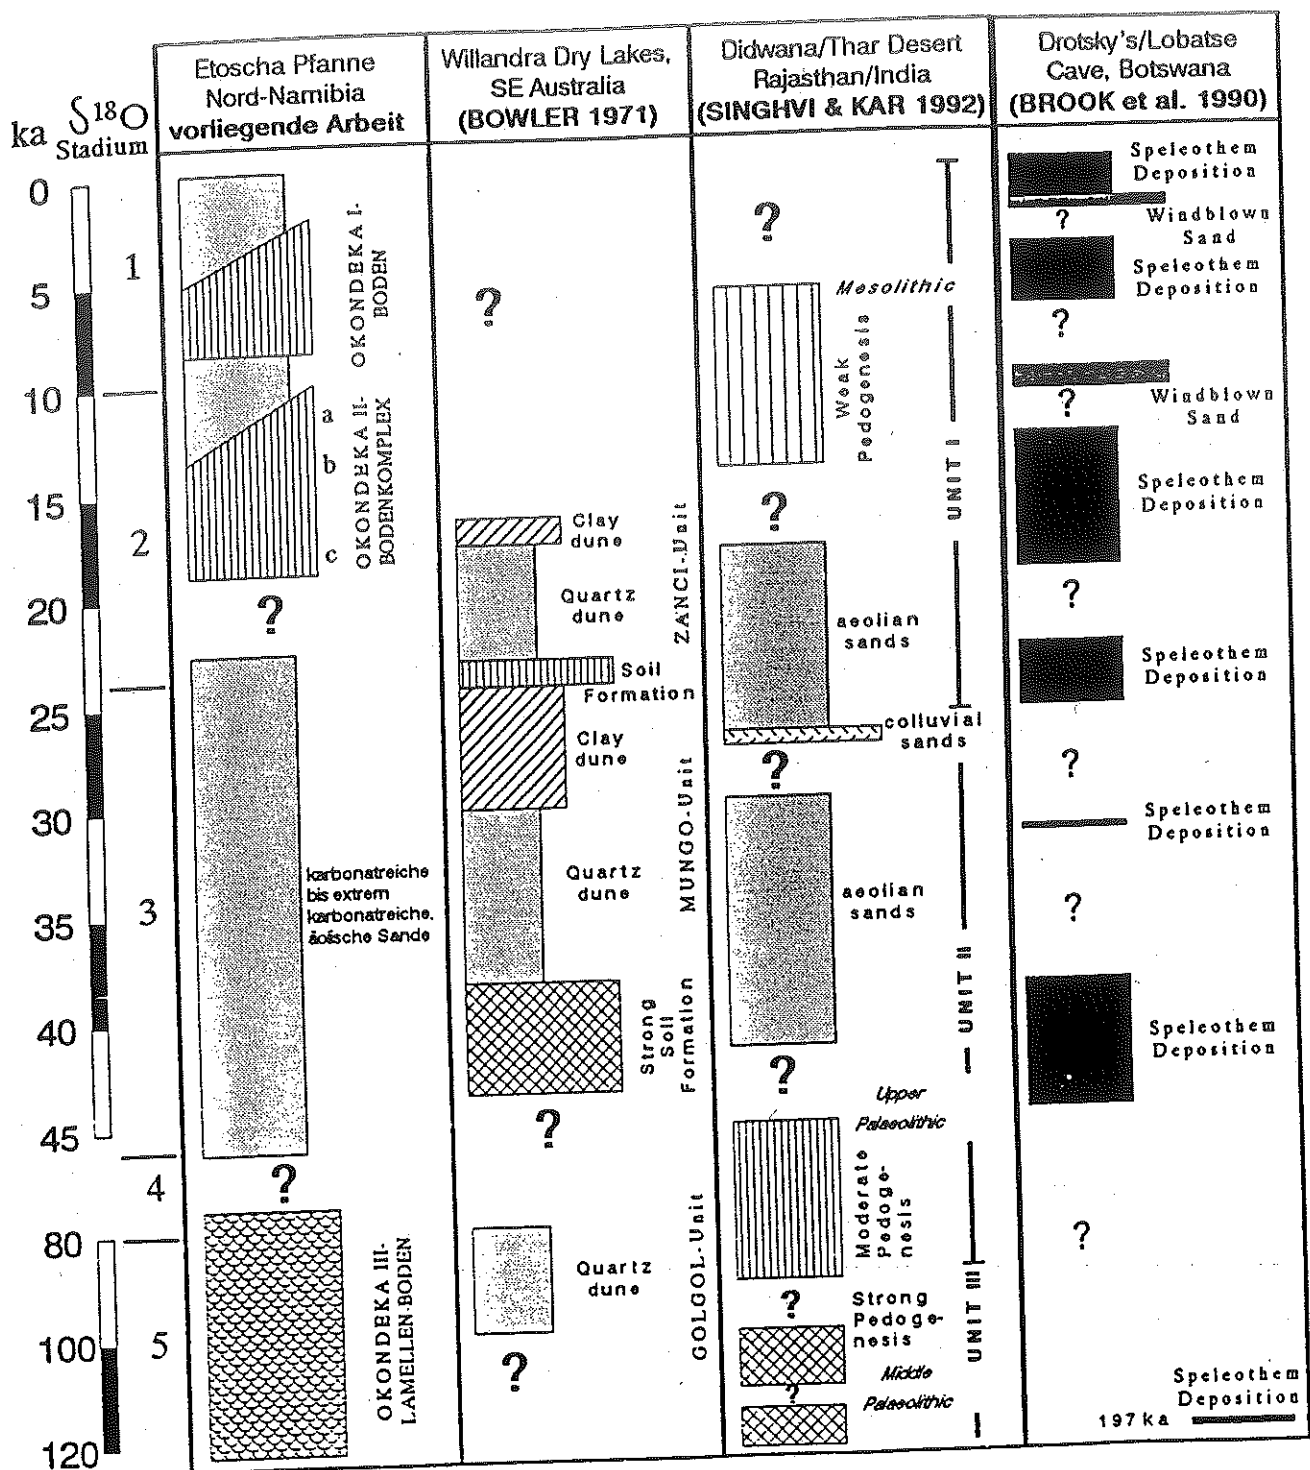 ka
δ18O
Stadium
Etoscha Pfanne
Nord-Namibia
vorliegende Arbeit
Willandra Dry Lakes,
SE Australia
(BOWLER 1971)
Didwana/Thar Desert
Rajasthan/India
(SINGHVI & KAR 1992)
Drotsky's/Lobatse
Cave, Botswana
(BROOK et al. 1990)
0
5
10
15
20
25
30
35
40
45
80
100
120
1
2
3
4
5
OKONDEKA I-
BODEN
OKONDEKA II-
BODENKOMPLEX
a
b
c
?
karbonatreiche
bis extrem
karbonatreiche,
äolische Sande
?
OKONDEKA III-
LAMELLEN-BODEN
?
Clay
dune
Quartz
dune
Soil
Formation
Clay
dune
Quartz
dune
Strong
Soil
Formation
?
Quartz
dune
?
ZANCI-Unit
MUNGO-Unit
GOLGOL-Unit
?
Mesolithic
Weak
Pedogenesis
?
aeolian
sands
colluvial
sands
?
aeolian
sands
?
Upper
Palaeolithic
Moderate
Pedoge-
nesis
?
Strong
Pedoge-
nesis
Middle
?
Palaeolithic
UNIT I
UNIT II
UNIT III
Speleothem
Deposition
?
Windblown
Sand
Speleothem
Deposition
?
?
Windblown
Sand
Speleothem
Deposition
?
Speleothem
Deposition
?
Speleothem
Deposition
?
Speleothem
Deposition
?
Speleothem
Deposition
197 ka